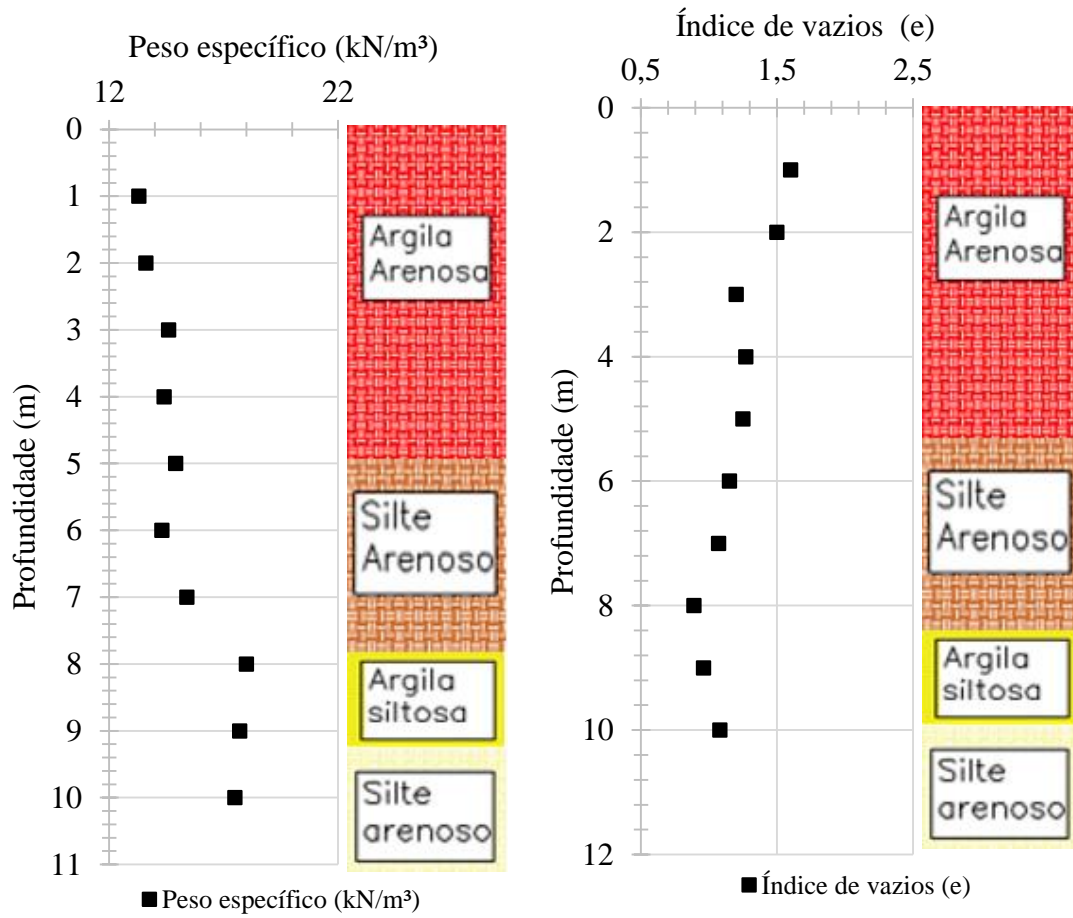 Peso específico (kN/m³)
12 22
0
1
2
3
4
5
6
7
8
9
10
11
Profundidade (m)
Argila
Arenosa
Silte
Arenoso
Argila
siltosa
Silte
arenoso
Peso específico (kN/m³)
Índice de vazios (e)
0,5 1,5 2,5
0
2
4
6
8
10
12
Profundidade (m)
Argila
Arenosa
Silte
Arenoso
Argila
siltosa
Silte
arenoso
Índice de vazios (e)